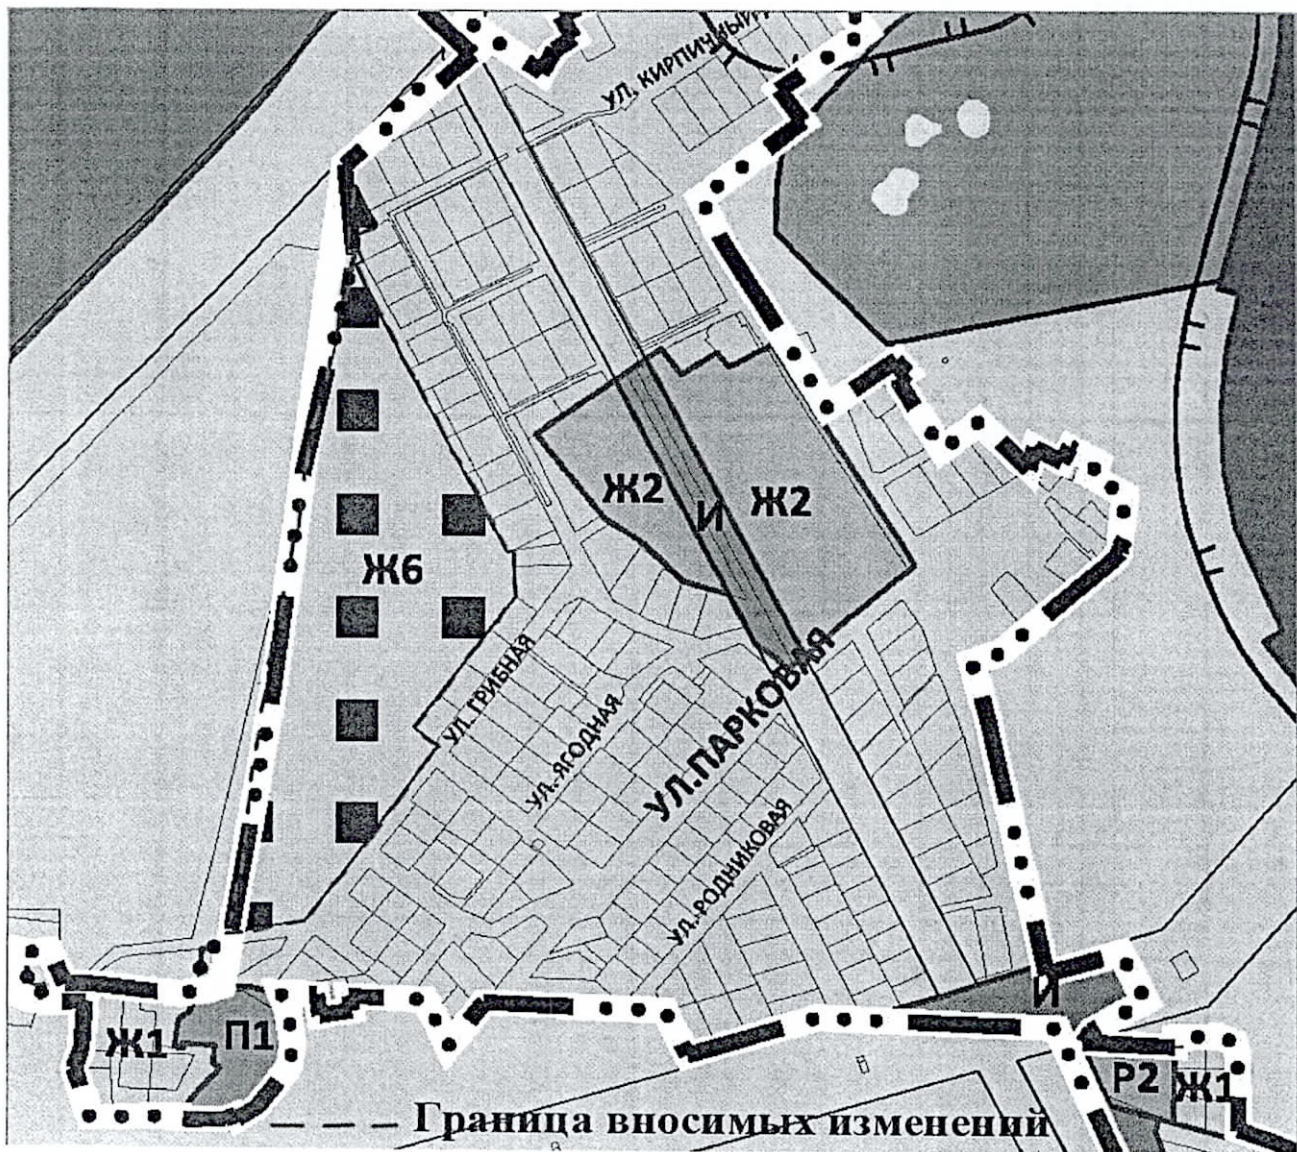 УЛ. КИРПИЧНЫЙ
Ж2
И
Ж2
Ж6
УЛ. ГРИБНАЯ
УЛ. ЯГОДНАЯ
УЛ.ПАРКОВАЯ
УЛ. РОДНИКОВАЯ
И
Ж1
П1
Р2
Ж1
Граница вносимых изменений